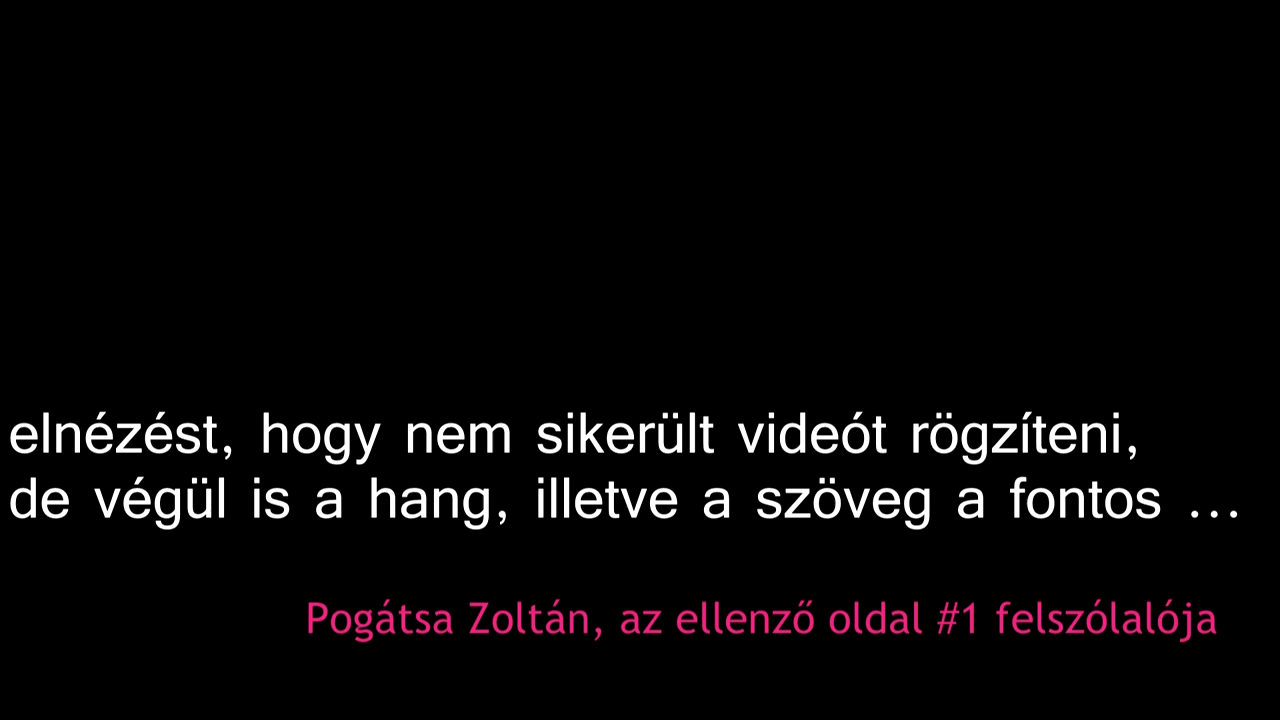 elnézést, hogy nem sikerült videót rögzíteni,
de végül is a hang, illetve a szöveg a fontos ...
Pogátsa Zoltán, az ellenző oldal #1 felszólalója